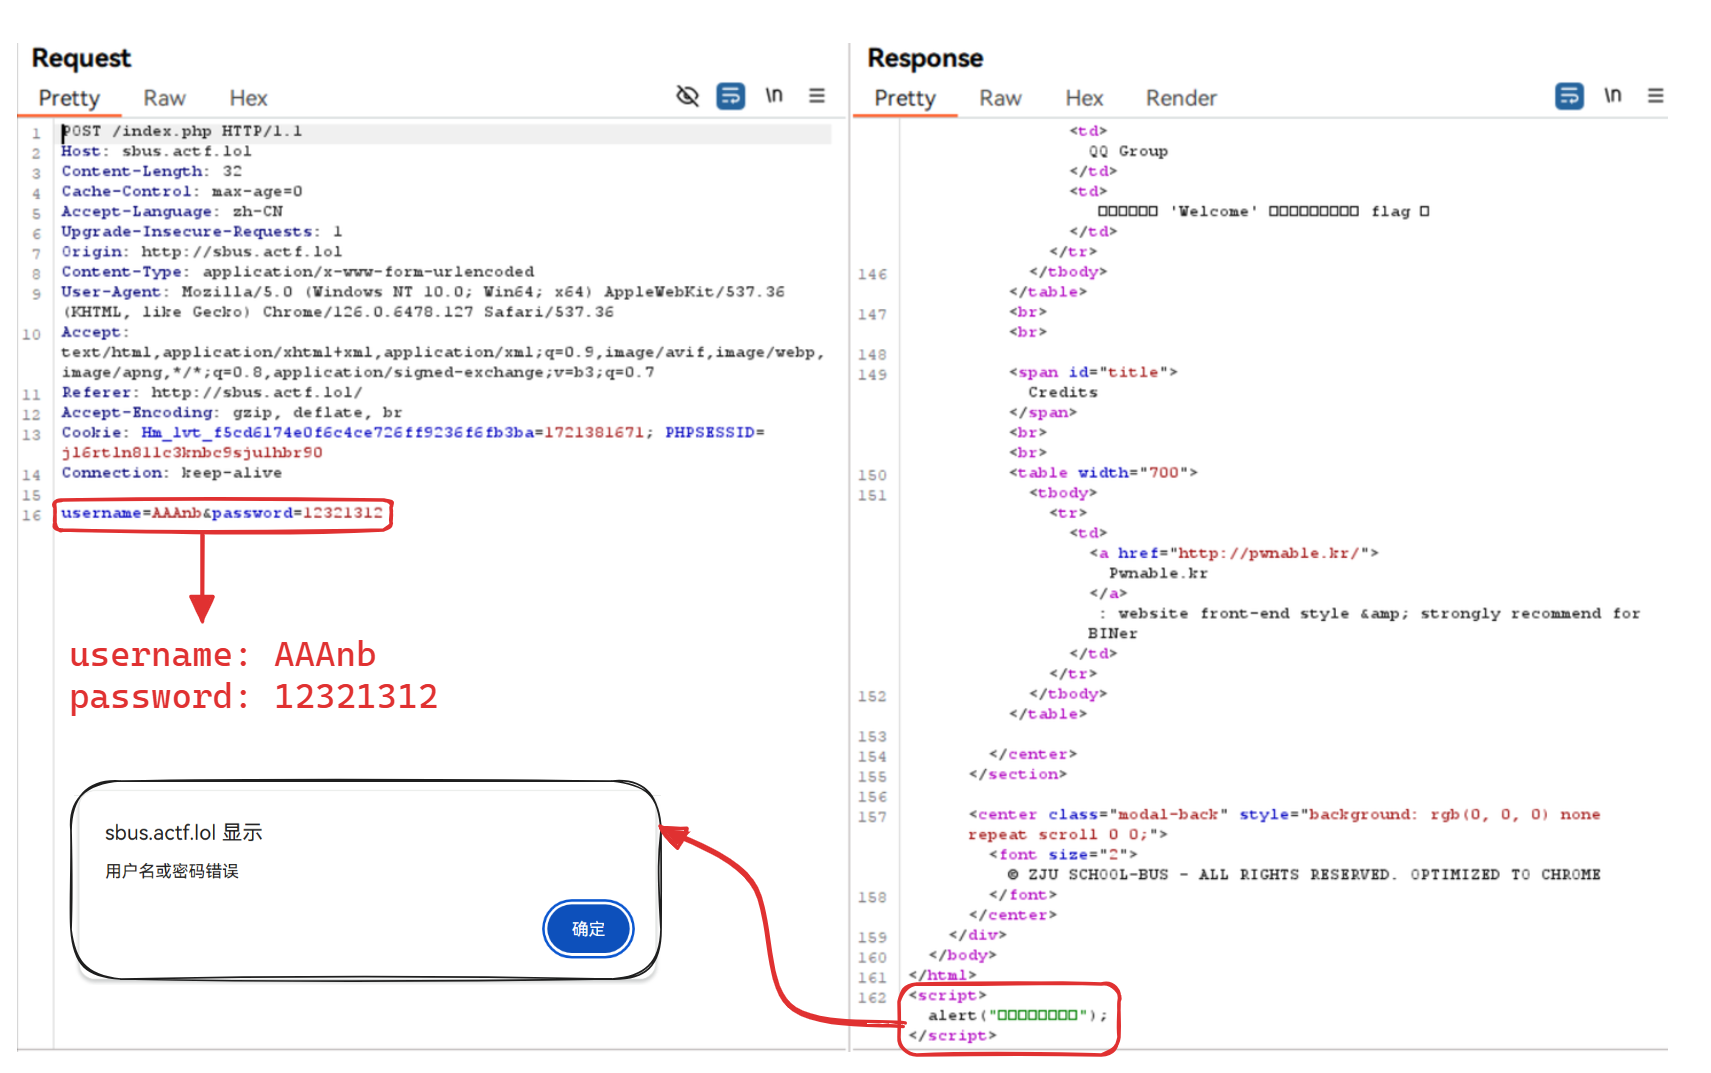 Request
Pretty Raw Hex \n
1 POST /index.php HTTP/1.1
2 Host: sbus.actf.lol
3 Content-Length: 32
4 Cache-Control: max-age=0
5 Accept-Language: zh-CN
6 Upgrade-Insecure-Requests: 1
7 Origin: http://sbus.actf.lol
8 Content-Type: application/x-www-form-urlencoded
9 User-Agent: Mozilla/5.0 (Windows NT 10.0; Win64; x64) AppleWebKit/537.36
(KHTML, like Gecko) Chrome/126.0.6478.127 Safari/537.36
10 Accept:
text/html,application/xhtml+xml,application/xml;q=0.9,image/avif,image/webp,
image/apng,*/*;q=0.8,application/signed-exchange;v=b3;q=0.7
11 Referer: http://sbus.actf.lol/
12 Accept-Encoding: gzip, deflate, br
13 Cookie: Hm_lvt_f5cd6174e0f6c4ce726ff9236f6fb3ba=1721381671; PHPSESSID=
14 Connection: keep-alive
15
16 username=AAAnb&password=12321312
username: AAAnb
password: 12321312
sbus.actf.lol 显示
用户名或密码错误
确定
Response
Pretty Raw Hex Render \n
<td>
QQ Group
</td>
<td>
'Welcome' flag
</td>
</tr>
146 </tbody>
</table>
147 <br>
<br>
148
149 <span id="title">
Credits
</span>
<br>
<br>
150 <table width="700">
151 <tbody>
<tr>
<td>
<a href="http://pwnable.kr/">
Pwnable.kr
</a>
: website front-end style &amp; strongly recommend for
BINer
</td>
</tr>
152 </tbody>
</table>
153
154 </center>
155 </section>
156
157 <center class="modal-back" style="background: rgb(0, 0, 0) none
repeat scroll 0 0;">
<font size="2">
© ZJU SCHOOL-BUS - ALL RIGHTS RESERVED. OPTIMIZED TO CHROME
158 </font>
</center>
159 </div>
160 </body>
161 </html>
162 <script>
alert("□□□□□□□□");
</script>